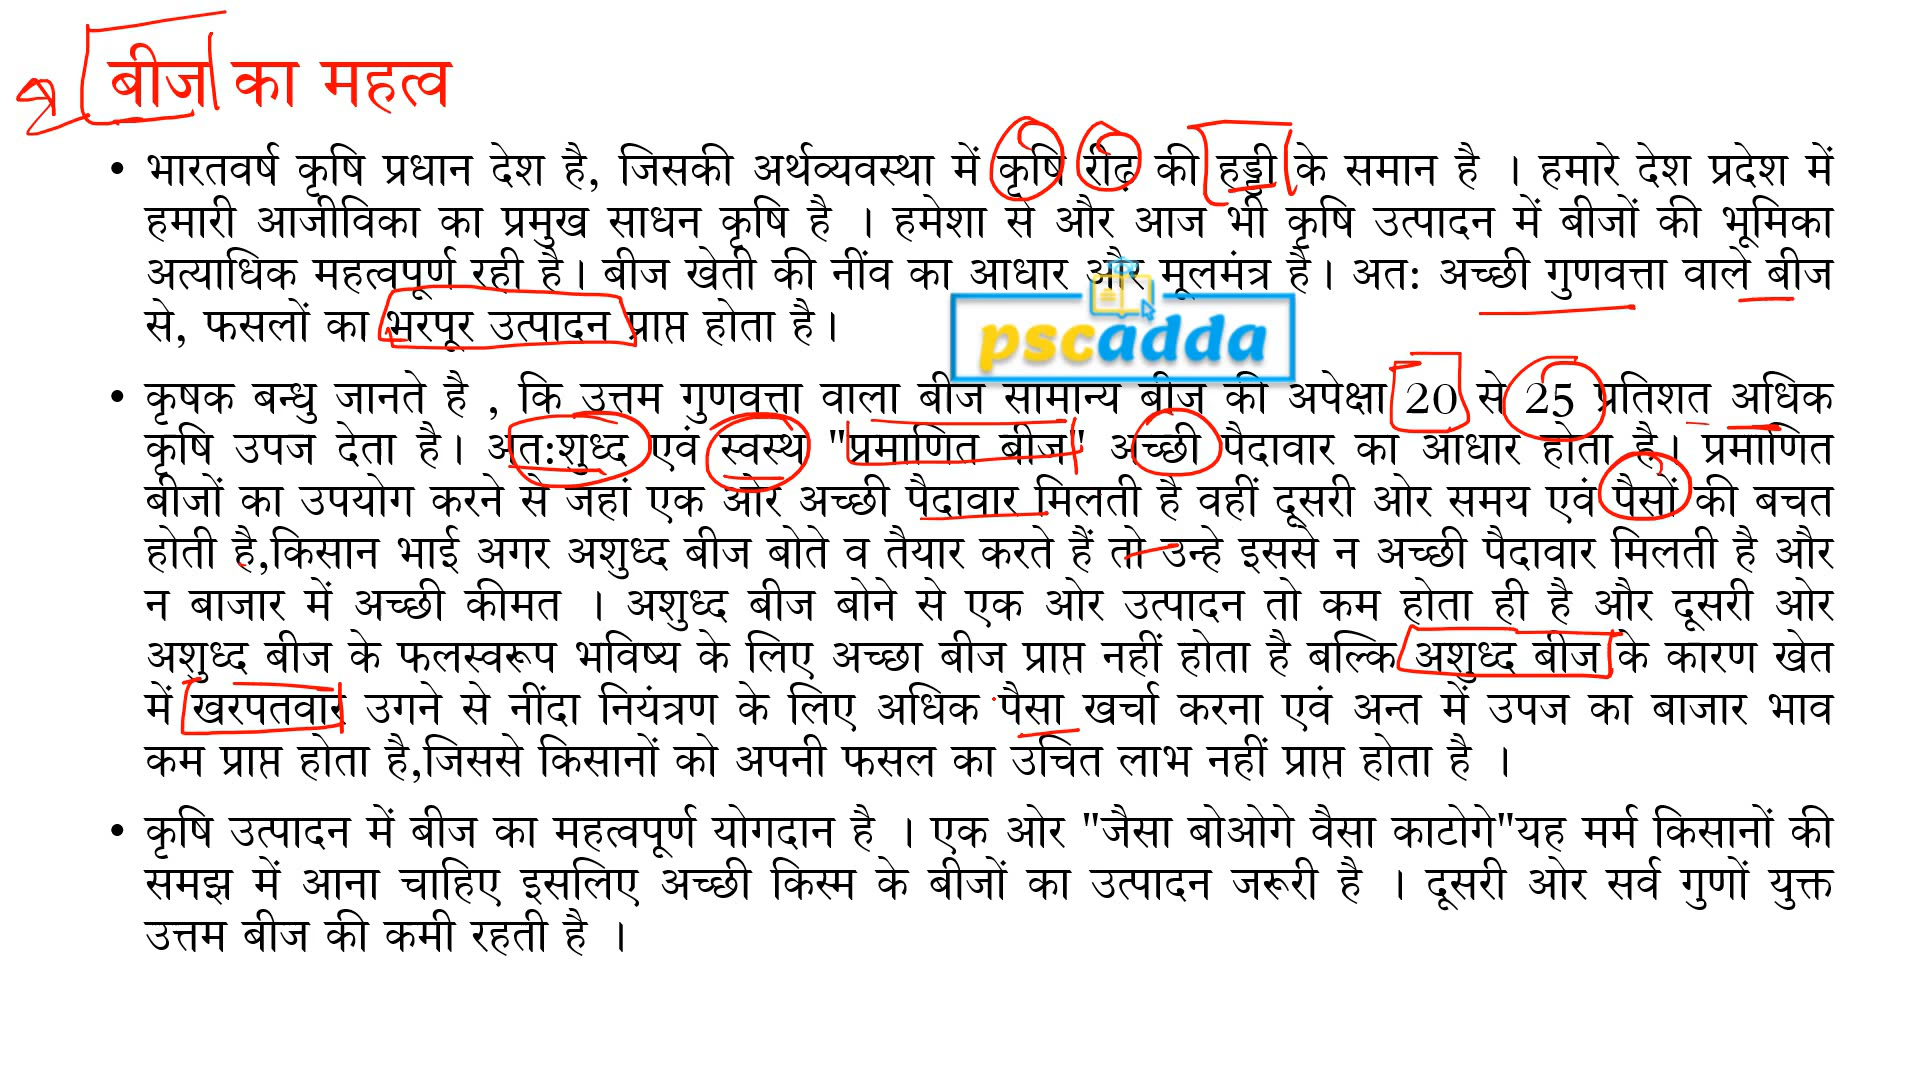 बीज का महत्व
• भारतवर्ष कृषि प्रधान देश है, जिसकी अर्थव्यवस्था में कृषि रीढ़ की हड्डी के समान है । हमारे देश प्रदेश में
हमारी आजीविका का प्रमुख साधन कृषि है । हमेशा से और आज भी कृषि उत्पादन में बीजों की भूमिका
अत्याधिक महत्वपूर्ण रही है। बीज खेती की नींव का आधार और मूलमंत्र है। अत: अच्छी गुणवत्ता वाले बीज
से, फसलों का भरपूर उत्पादन प्राप्त होता है।
pscadda
• कृषक बन्धु जानते है , कि उत्तम गुणवत्ता वाला बीज सामान्य बीज की अपेक्षा 20 से 25 प्रतिशत अधिक
कृषि उपज देता है। अत:शुध्द एवं स्वस्थ "प्रमाणित बीज" अच्छी पैदावार का आधार होता है। प्रमाणित
बीजों का उपयोग करने से जहां एक ओर अच्छी पैदावार मिलती है वहीं दूसरी ओर समय एवं पैसों की बचत
होती है,किसान भाई अगर अशुध्द बीज बोते व तैयार करते हैं तो उन्हे इससे न अच्छी पैदावार मिलती है और
न बाजार में अच्छी कीमत । अशुध्द बीज बोने से एक ओर उत्पादन तो कम होता ही है और दूसरी ओर
अशुध्द बीज के फलस्वरूप भविष्य के लिए अच्छा बीज प्राप्त नहीं होता है बल्कि अशुध्द बीज के कारण खेत
में खरपतवार उगने से नींदा नियंत्रण के लिए अधिक पैसा खर्चा करना एवं अन्त में उपज का बाजार भाव
कम प्राप्त होता है,जिससे किसानों को अपनी फसल का उचित लाभ नहीं प्राप्त होता है ।
• कृषि उत्पादन में बीज का महत्वपूर्ण योगदान है । एक ओर "जैसा बोओगे वैसा काटोगे"यह मर्म किसानों की
समझ में आना चाहिए इसलिए अच्छी किस्म के बीजों का उत्पादन जरूरी है । दूसरी ओर सर्व गुणों युक्त
उत्तम बीज की कमी रहती है ।